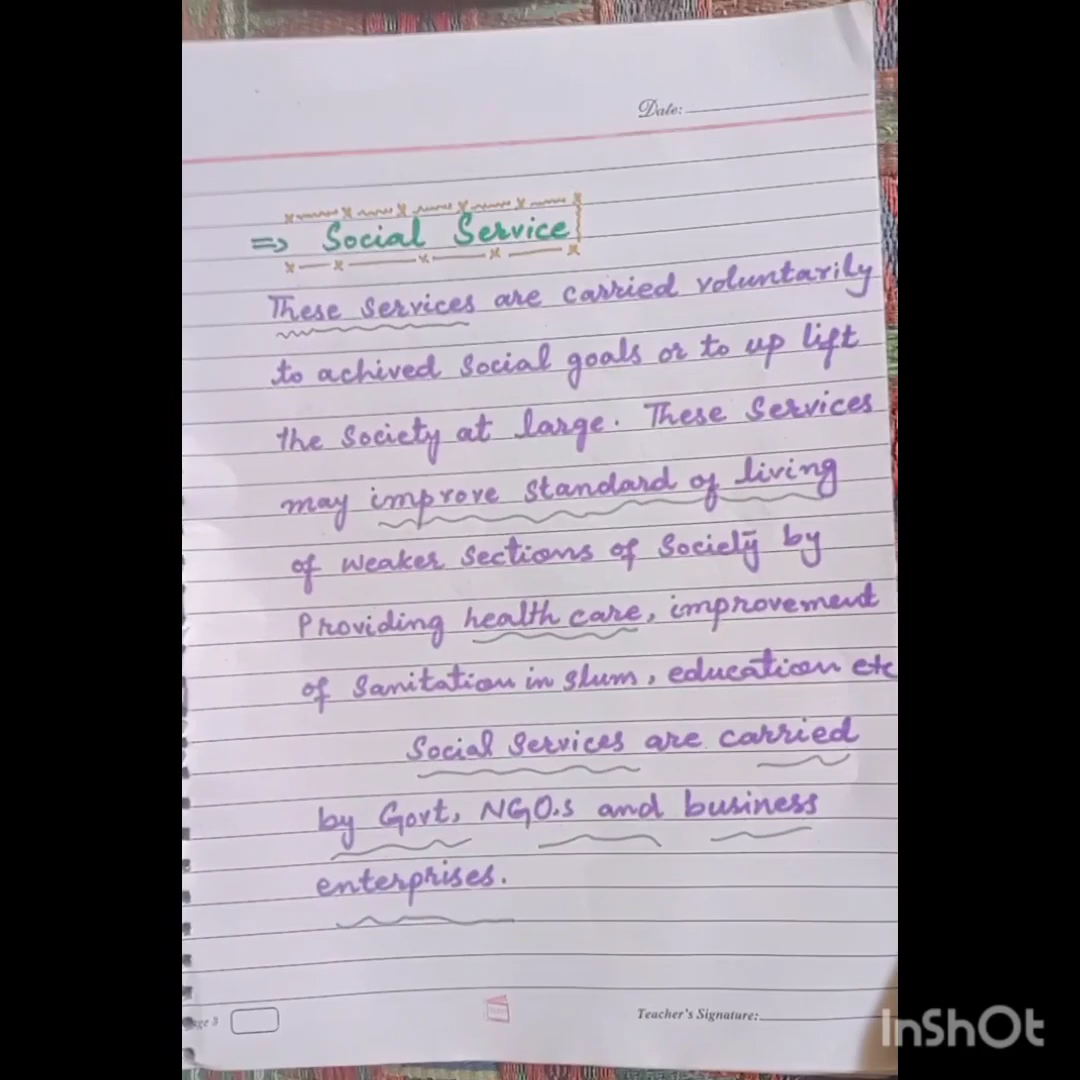 Date:
=> Social Service
These services are carried voluntarily
to achived social goals or to up lift
the society at large. These services
may improve standard of living
of weaker sections of society by
Providing health care, improvement
of sanitation in slum, education etc
Social services are carried
by Govt, NGO.s and business
enterprises.
ge 3
Teacher's Signature:
InShOt